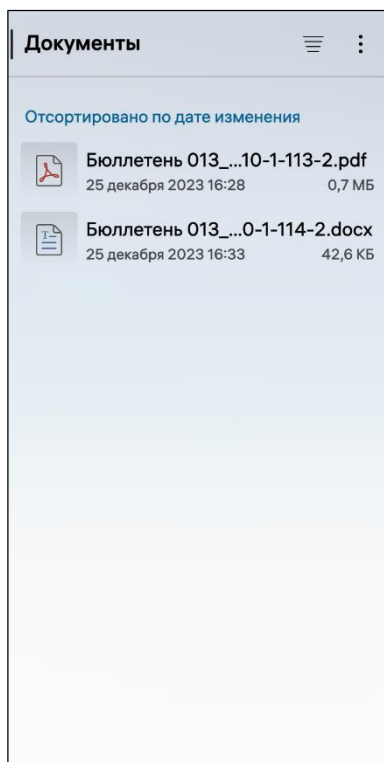 Документы
Отсортировано по дате изменения
Бюллетень 013_...10-1-113-2.pdf
25 декабря 2023 16:28 0,7 МБ
Бюллетень 013_...0-1-114-2.docx
25 декабря 2023 16:33 42,6 КБ